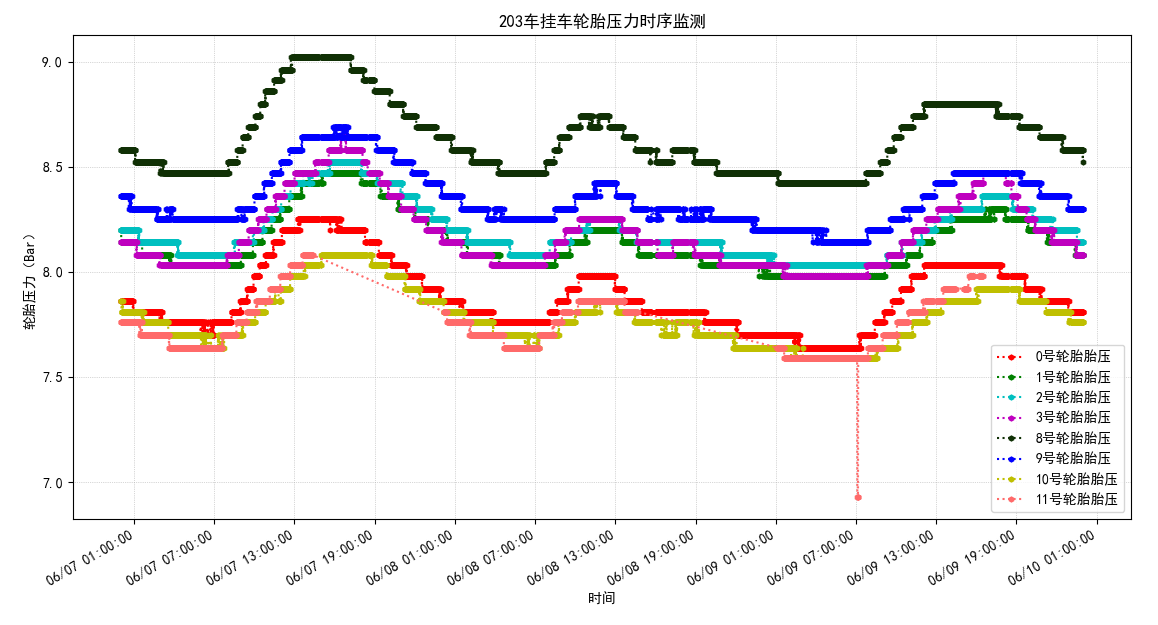 203车挂车轮胎压力时序监测
轮胎压力 (Bar)
9.0
8.5
8.0
7.5
7.0
06/07 01:00:00
06/07 07:00:00
06/07 13:00:00
06/07 19:00:00
06/08 01:00:00
06/08 07:00:00
06/08 13:00:00
06/08 19:00:00
06/09 01:00:00
06/09 07:00:00
06/09 13:00:00
06/09 19:00:00
06/10 01:00:00
时间
0号轮胎胎压
1号轮胎胎压
2号轮胎胎压
3号轮胎胎压
8号轮胎胎压
9号轮胎胎压
10号轮胎胎压
11号轮胎胎压